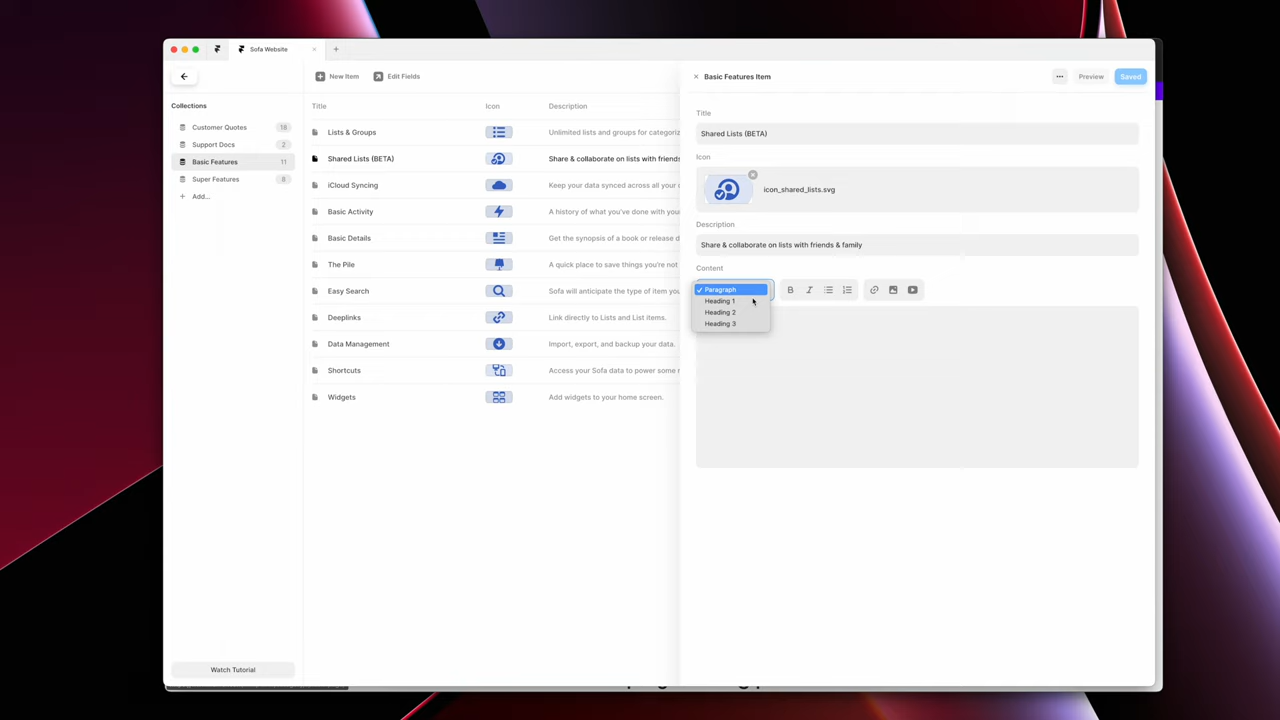 Sofa Website
New Item
Edit Fields
Basic Features Item
Preview
Saved
Collections
Customer Quotes 18
Support Docs 2
Basic Features 11
Super Features 8
Add...
Title Icon Description
Lists & Groups Unlimited lists and groups for categoriz
Shared Lists (BETA) Share & collaborate on lists with friends
iCloud Syncing Keep your data synced across all your
Basic Activity A history of what you've done with your
Basic Details Get the synopsis of a book or release d
The Pile A quick place to save things you're not
Easy Search Sofa will anticipate the type of item you
Deeplinks Link directly to Lists and List items.
Data Management Import, export, and backup your data.
Shortcuts Access your Sofa data to power some
Widgets Add widgets to your home screen.
Title
Shared Lists (BETA)
Icon
icon_shared_lists.svg
Description
Share & collaborate on lists with friends & family
Content
Paragraph
Heading 1
Heading 2
Heading 3
B I
Watch Tutorial